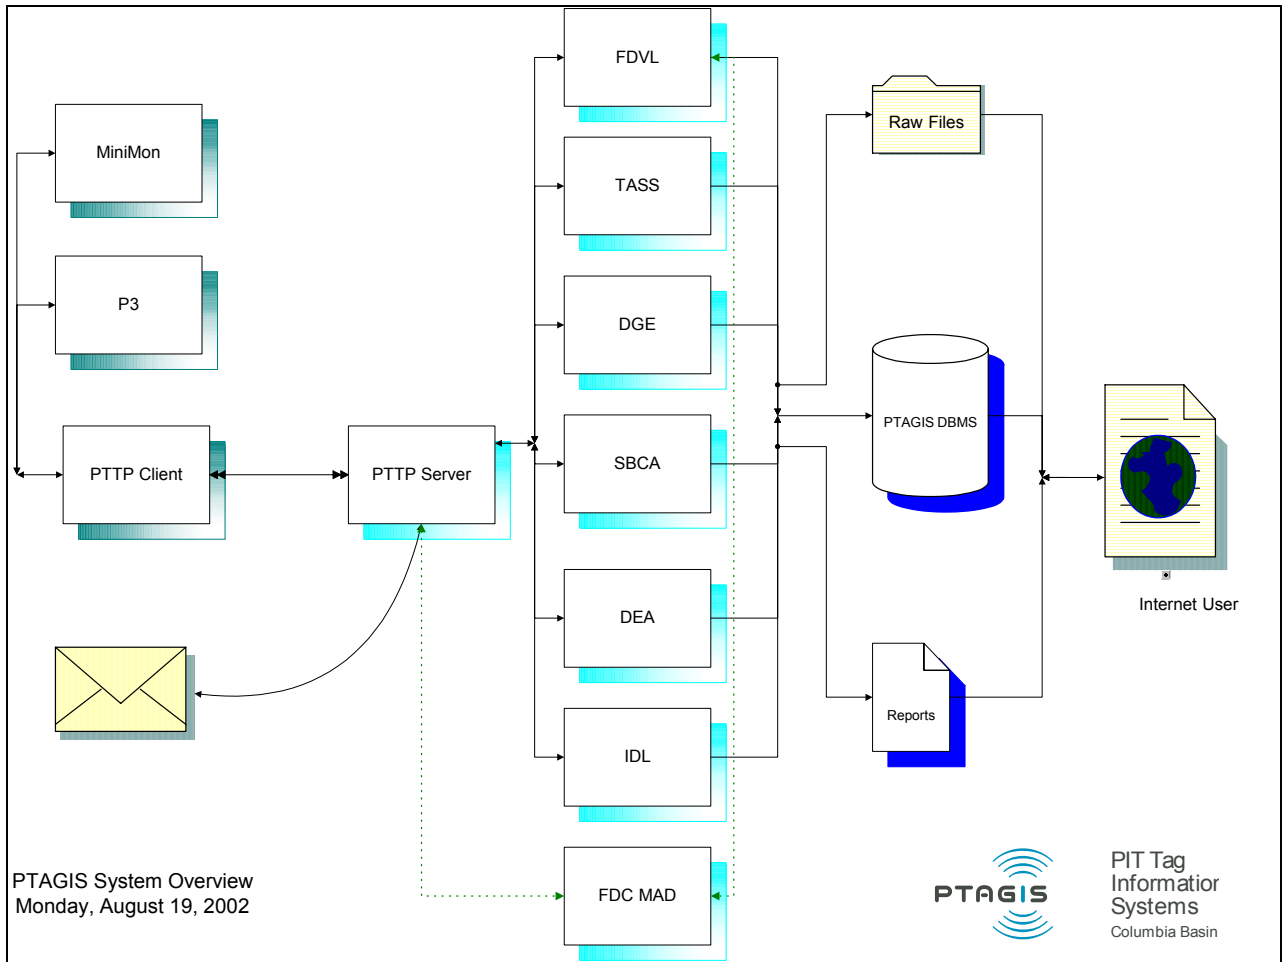 FDVL
MiniMon
Raw Files
TASS
P3
DGE
PTAGIS DBMS
PTTP Client
PTTP Server
SBCA
Internet User
DEA
Reports
IDL
FDC MAD
PTAGIS System Overview
Monday, August 19, 2002
PTAGIS
PIT Tag
Information
Systems
Columbia Basin